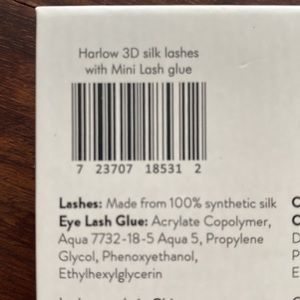 Harlow 3D silk lashes
with Mini Lash glue
7 23707 18531 2
Lashes: Made from 100% synthetic silk
Eye Lash Glue: Acrylate Copolymer,
Aqua 7732-18-5 Aqua 5, Propylene
Glycol, Phenoxyethanol,
Ethylhexylglycerin